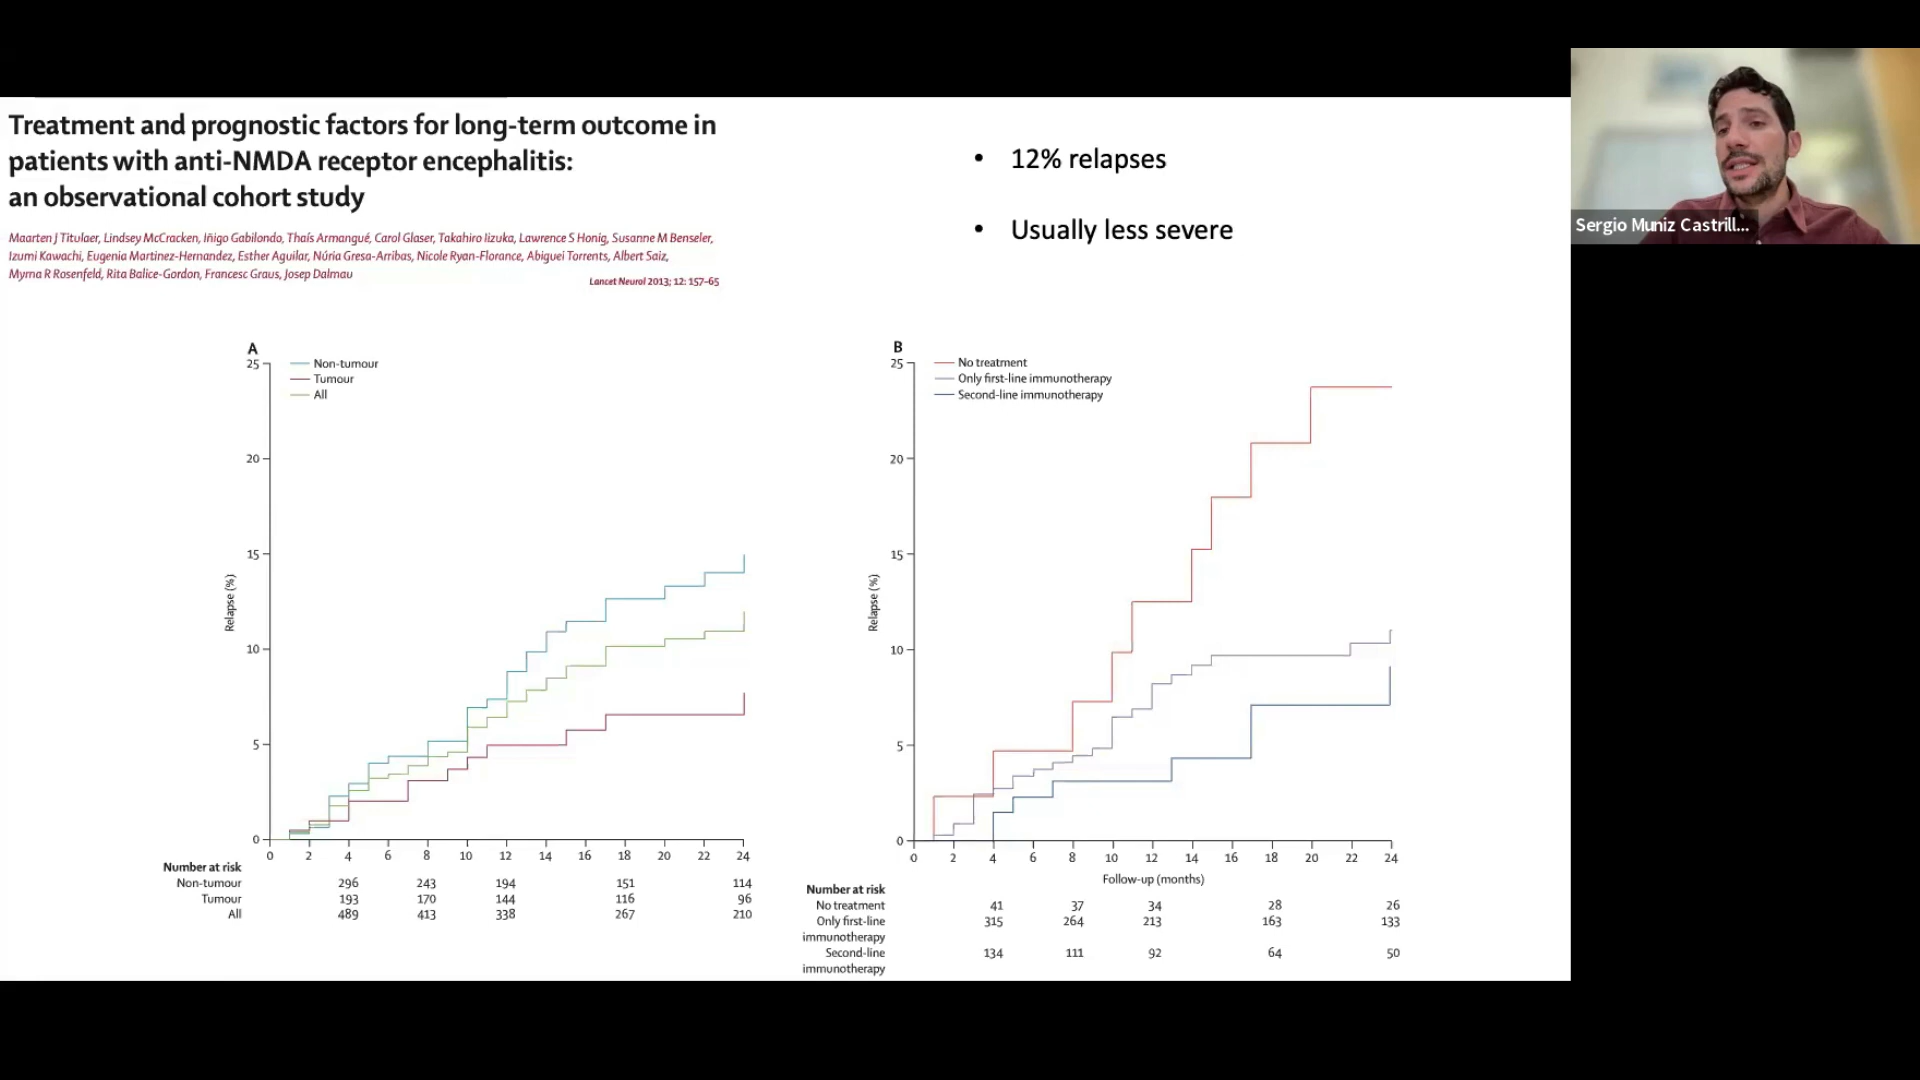 Treatment and prognostic factors for long-term outcome in
patients with anti-NMDA receptor encephalitis:
an observational cohort study
Maarten J Titulaer, Lindsey McCracken, Iñigo Gabilondo, Thaís Armangué, Carol Glaser, Takahiro Iizuka, Lawrence S Honig, Susanne M Benseler,
Izumi Kawachi, Eugenia Martinez-Hernandez, Esther Aguilar, Núria Gresa-Arribas, Nicole Ryan-Florance, Abiguei Torrents, Albert Saiz,
Myrna R Rosenfeld, Rita Balice-Gordon, Francesc Graus, Josep Dalmau
Lancet Neurol 2013; 12: 157–65
• 12% relapses
• Usually less severe
Sergio Muniz Castrill...
A
Non-tumour
Tumour
All
25
20
15
10
5
0
Relapse (%)
0 2 4 6 8 10 12 14 16 18 20 22 24
Number at risk
Non-tumour 296 243 194 151 114
Tumour 193 170 144 116 96
All 489 413 338 267 210
B
No treatment
Only first-line immunotherapy
Second-line immunotherapy
25
20
15
10
5
0
Relapse (%)
0 2 4 6 8 10 12 14 16 18 20 22 24
Follow-up (months)
Number at risk
No treatment 41 37 34 28 26
Only first-line 315 264 213 163 133
immunotherapy
Second-line 134 111 92 64 50
immunotherapy